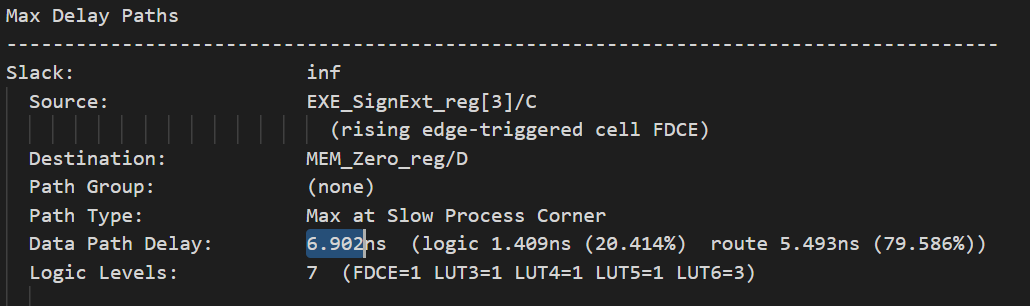 Max Delay Paths
--------------------------------------------------------------------------------------
Slack:                    inf
  Source:                 EXE_SignExt_reg[3]/C
                            (rising edge-triggered cell FDCE)
  Destination:            MEM_Zero_reg/D
  Path Group:             (none)
  Path Type:              Max at Slow Process Corner
  Data Path Delay:        6.902ns  (logic 1.409ns (20.414%)  route 5.493ns (79.586%))
  Logic Levels:           7  (FDCE=1 LUT3=1 LUT4=1 LUT5=1 LUT6=3)